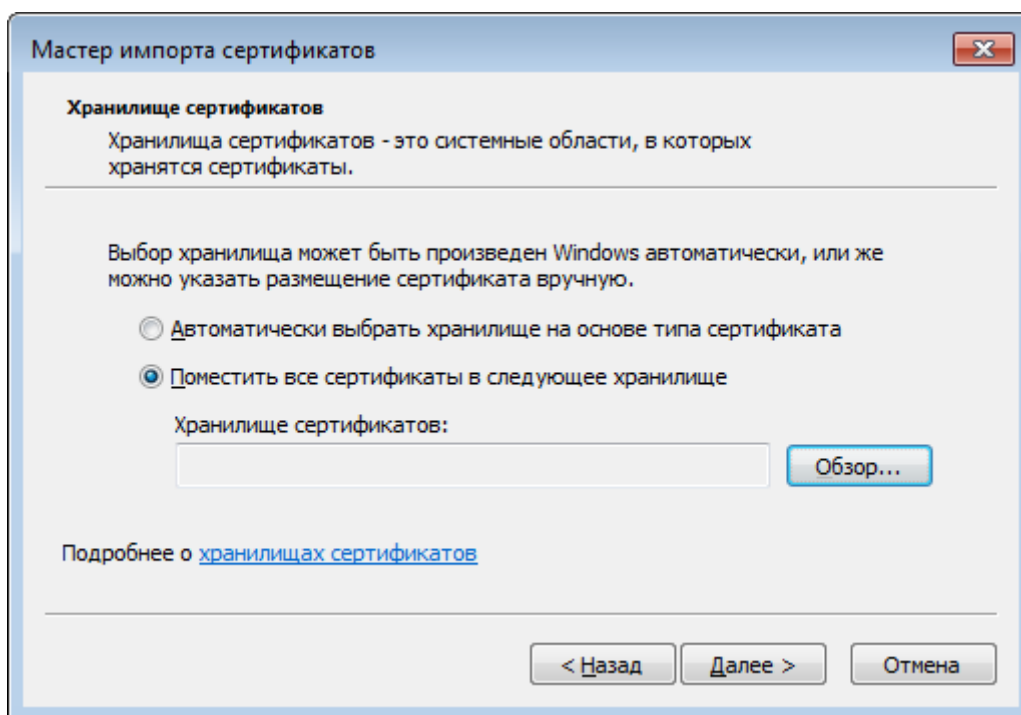 Мастер импорта сертификатов
Хранилище сертификатов
Хранилища сертификатов - это системные области, в которых
хранятся сертификаты.
Выбор хранилища может быть произведен Windows автоматически, или же
можно указать размещение сертификата вручную.
Автоматически выбрать хранилище на основе типа сертификата
Поместить все сертификаты в следующее хранилище
Хранилище сертификатов:
Обзор...
Подробнее о хранилищах сертификатов
< Назад Далее > Отмена